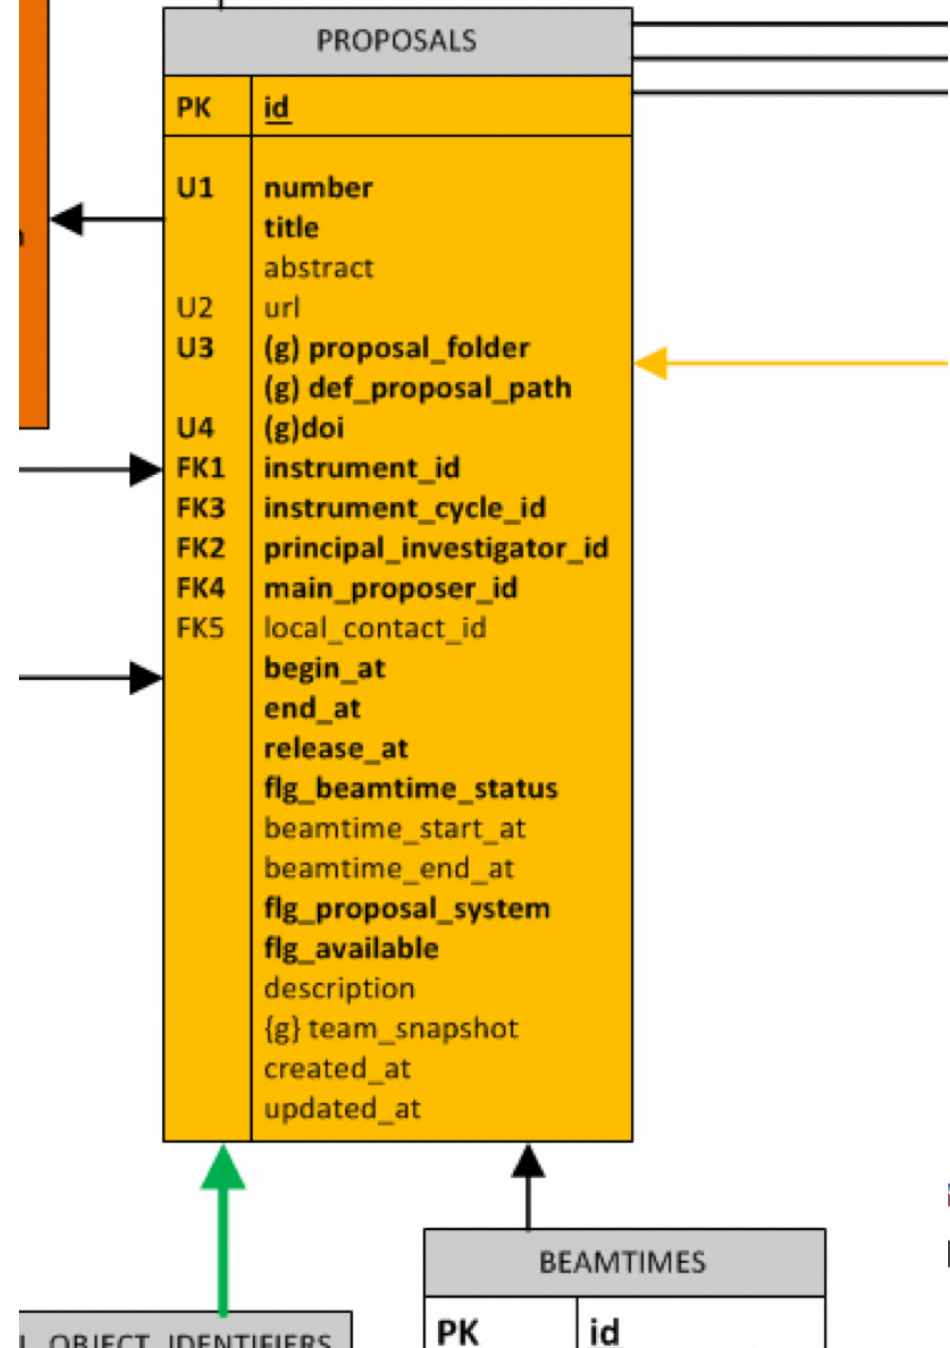 PROPOSALS
PK id
U1 number
title
abstract
U2 url
U3 (g) proposal_folder
(g) def_proposal_path
U4 (g)doi
FK1 instrument_id
FK3 instrument_cycle_id
FK2 principal_investigator_id
FK4 main_proposer_id
FK5 local_contact_id
begin_at
end_at
release_at
flg_beamtime_status
beamtime_start_at
beamtime_end_at
flg_proposal_system
flg_available
description
{g} team_snapshot
created_at
updated_at
BEAMTIMES
OBJECT_IDENTIFIERS
PK id